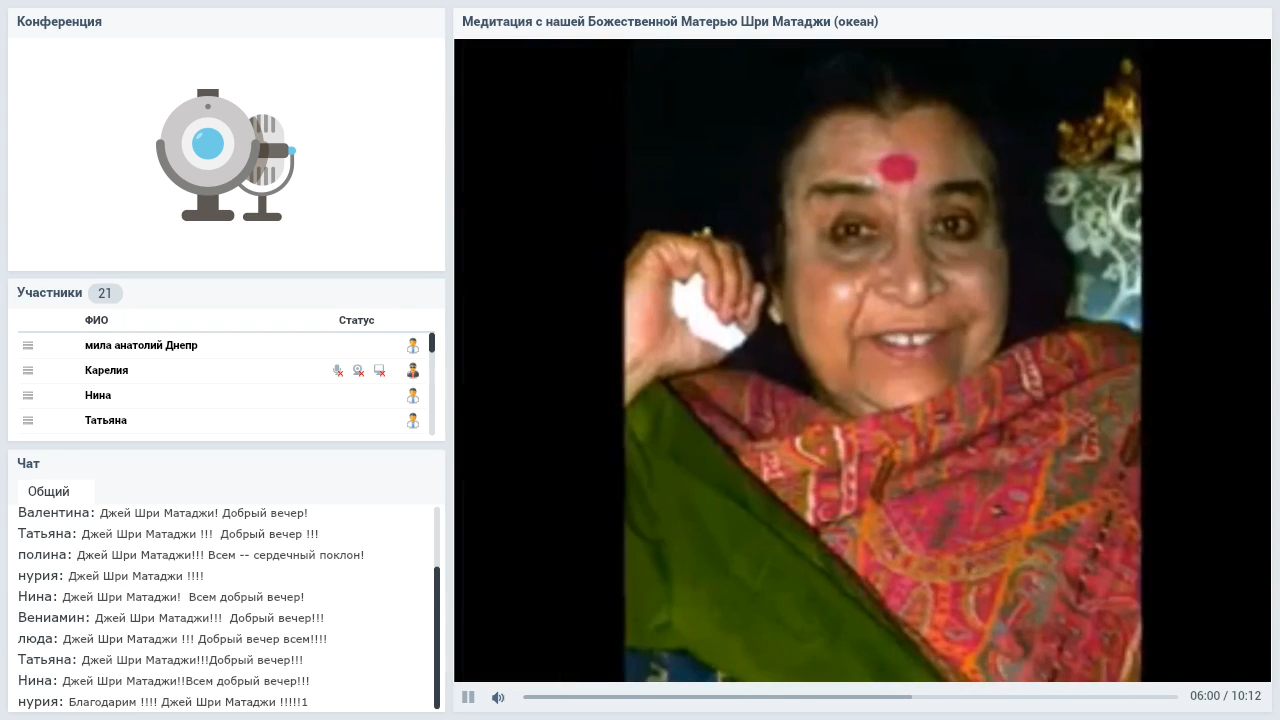 Конференция
Медитация с нашей Божественной Матерью Шри Матаджи (океан)
Участники 21
ФИО Статус
мила анатолий Днепр
Карелия
Нина
Татьяна
Чат
Общий
Валентина: Джей Шри Матаджи! Добрый вечер!
Татьяна: Джей Шри Матаджи !!! Добрый вечер !!!
полина: Джей Шри Матаджи!!! Всем -- сердечный поклон!
нурия: Джей Шри Матаджи !!!!
Нина: Джей Шри Матаджи! Всем добрый вечер!
Вениамин: Джей Шри Матаджи!!! Добрый вечер!!!
люда: Джей Шри Матаджи !!! Добрый вечер всем!!!!
Татьяна: Джей Шри Матаджи!!!Добрый вечер!!!
Нина: Джей Шри Матаджи!!Всем добрый вечер!!!
нурия: Благодарим !!!! Джей Шри Матаджи !!!!!1
06:00 / 10:12